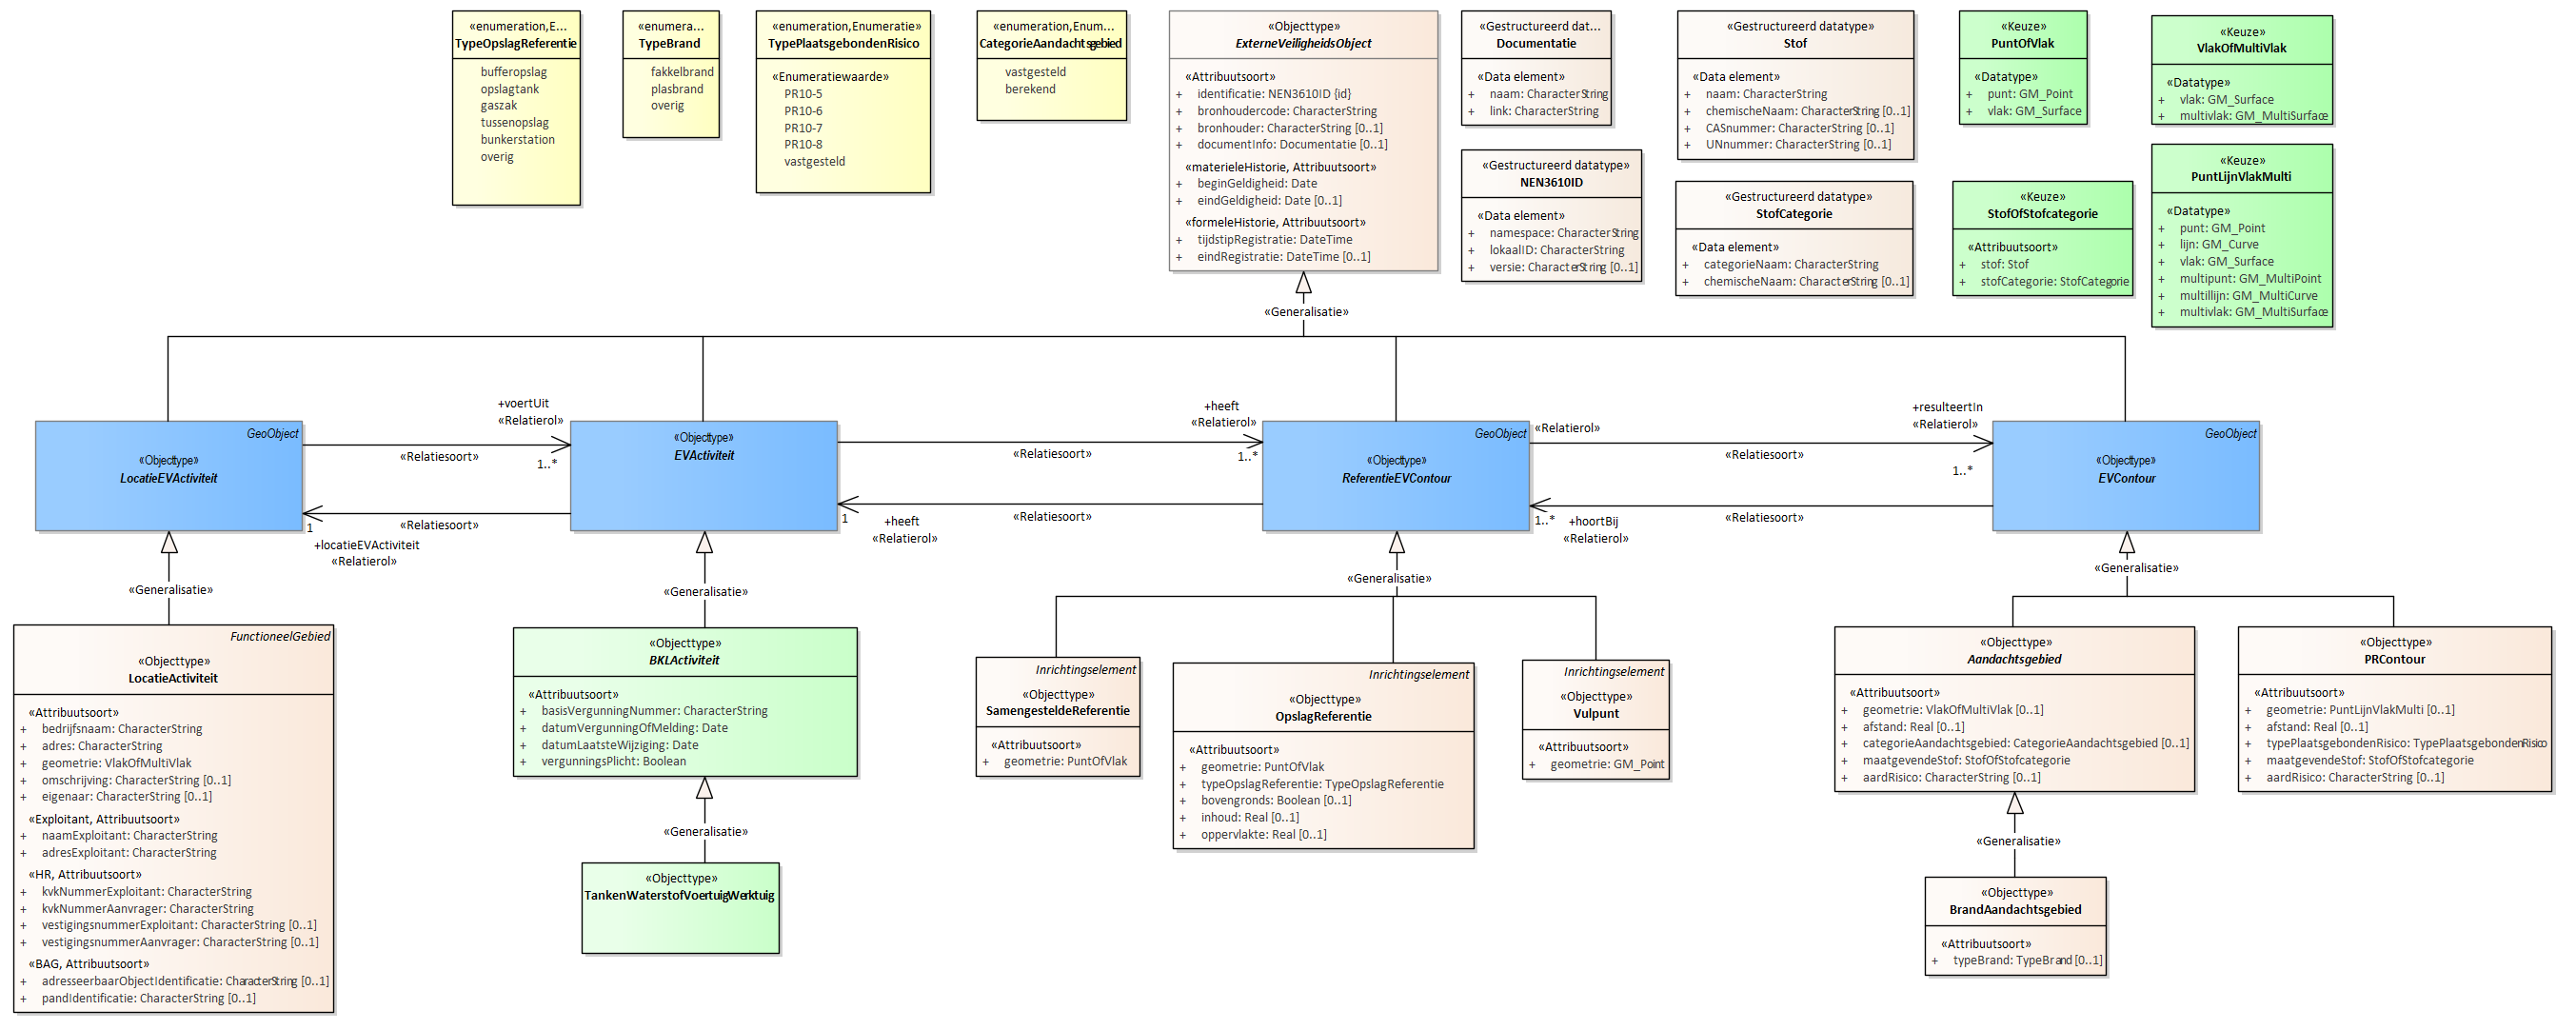 «enumeration,E...
TypeOpslagReferentie
bufferopslag
opslagtank
gaszak
tussenopslag
bunkerstation
overig
«enumera...
TypeBrand
fakkelbrand
plasbrand
overig
«enumeration,Enumeratie»
TypePlaatsgebondenRisico
«Enumeratiewaarde»
PR10-5
PR10-6
PR10-7
PR10-8
vastgesteld
«enumeration,Enum...
CategorieAandachtsgebied
vastgesteld
berekend
«Objecttype»
ExterneVeiligheidsObject
«Attribuutsoort»
+ identificatie: NEN3610ID {id}
+ bronhoudercode: CharacterString
+ bronhouder: CharacterString [0..1]
+ documentInfo: Documentatie [0..1]
«materieleHistorie, Attribuutsoort»
+ beginGeldigheid: Date
+ eindGeldigheid: Date [0..1]
«formeleHistorie, Attribuutsoort»
+ tijdstipRegistratie: DateTime
+ eindRegistratie: DateTime [0..1]
«Gestructureerd dat...
Documentatie
«Data element»
+ naam: CharacterString
+ link: CharacterString
«Gestructureerd datatype»
NEN3610ID
«Data element»
+ namespace: CharacterString
+ lokaalID: CharacterString
+ versie: CharacterString [0..1]
«Gestructureerd datatype»
Stof
«Data element»
+ naam: CharacterString
+ chemischeNaam: CharacterString [0..1]
+ CASnummer: CharacterString [0..1]
+ UNnummer: CharacterString [0..1]
«Gestructureerd datatype»
StofCategorie
«Data element»
+ categorieNaam: CharacterString
+ chemischeNaam: CharacterString [0..1]
«Keuze»
PuntOfVlak
«Datatype»
+ punt: GM_Point
+ vlak: GM_Surface
«Keuze»
StofOfStofcategorie
«Attribuutsoort»
+ stof: Stof
+ stofCategorie: StofCategorie
«Keuze»
VlakOfMultiVlak
«Datatype»
+ vlak: GM_Surface
+ multivlak: GM_MultiSurface
«Keuze»
PuntLijnVlakMulti
«Datatype»
+ punt: GM_Point
+ lijn: GM_Curve
+ vlak: GM_Surface
+ multipunt: GM_MultiPoint
+ multilijn: GM_MultiCurve
+ multivlak: GM_MultiSurface
«Generalisatie»
GeoObject
«Objecttype»
LocatieEVActiviteit
+voertUit
«Relatierol»
«Relatiesoort»
1..*
«Relatiesoort»
1
+locatieEVActiviteit
«Relatierol»
«Objecttype»
EVActiviteit
+heeft
«Relatierol»
«Relatiesoort»
1..*
«Relatiesoort»
1
+heeft
«Relatierol»
GeoObject
«Objecttype»
ReferentieEVContour
«Relatierol»
+resulteertIn
«Relatierol»
«Relatiesoort»
1..*
«Relatiesoort»
1..*
+hoortBij
«Relatierol»
GeoObject
«Objecttype»
EVContour
«Generalisatie»
«Generalisatie»
«Generalisatie»
«Generalisatie»
FunctioneelGebied
«Objecttype»
LocatieActiviteit
«Attribuutsoort»
+ bedrijfsnaam: CharacterString
+ adres: CharacterString
+ geometrie: VlakOfMultiVlak
+ omschrijving: CharacterString [0..1]
+ eigenaar: CharacterString [0..1]
«Exploitant, Attribuutsoort»
+ naamExploitant: CharacterString
+ adresExploitant: CharacterString
«HR, Attribuutsoort»
+ kvkNummerExploitant: CharacterString
+ kvkNummerAanvrager: CharacterString
+ vestigingsnummerExploitant: CharacterString [0..1]
+ vestigingsnummerAanvrager: CharacterString [0..1]
«BAG, Attribuutsoort»
+ adresseerbaarObjectIdentificatie: CharacterString [0..1]
+ pandIdentificatie: CharacterString [0..1]
«Objecttype»
BKLActiviteit
«Attribuutsoort»
+ basisVergunningNummer: CharacterString
+ datumVergunningOfMelding: Date
+ datumLaatsteWijziging: Date
+ vergunningsPlicht: Boolean
«Generalisatie»
«Objecttype»
TankenWaterstofVoertuigWerktuig
Inrichtingselement
«Objecttype»
SamengesteldeReferentie
«Attribuutsoort»
+ geometrie: PuntOfVlak
Inrichtingselement
«Objecttype»
OpslagReferentie
«Attribuutsoort»
+ geometrie: PuntOfVlak
+ typeOpslagReferentie: TypeOpslagReferentie
+ bovengronds: Boolean [0..1]
+ inhoud: Real [0..1]
+ oppervlakte: Real [0..1]
Inrichtingselement
«Objecttype»
Vulpunt
«Attribuutsoort»
+ geometrie: GM_Point
«Objecttype»
Aandachtsgebied
«Attribuutsoort»
+ geometrie: VlakOfMultiVlak [0..1]
+ afstand: Real [0..1]
+ categorieAandachtsgebied: CategorieAandachtsgebied [0..1]
+ maatgevendeStof: StofOfStofcategorie
+ aardRisico: CharacterString [0..1]
«Generalisatie»
«Objecttype»
BrandAandachtsgebied
«Attribuutsoort»
+ typeBrand: TypeBrand [0..1]
«Objecttype»
PRContour
«Attribuutsoort»
+ geometrie: PuntLijnVlakMulti [0..1]
+ afstand: Real [0..1]
+ typePlaatsgebondenRisico: TypePlaatsgebondenRisico
+ maatgevendeStof: StofOfStofcategorie
+ aardRisico: CharacterString [0..1]